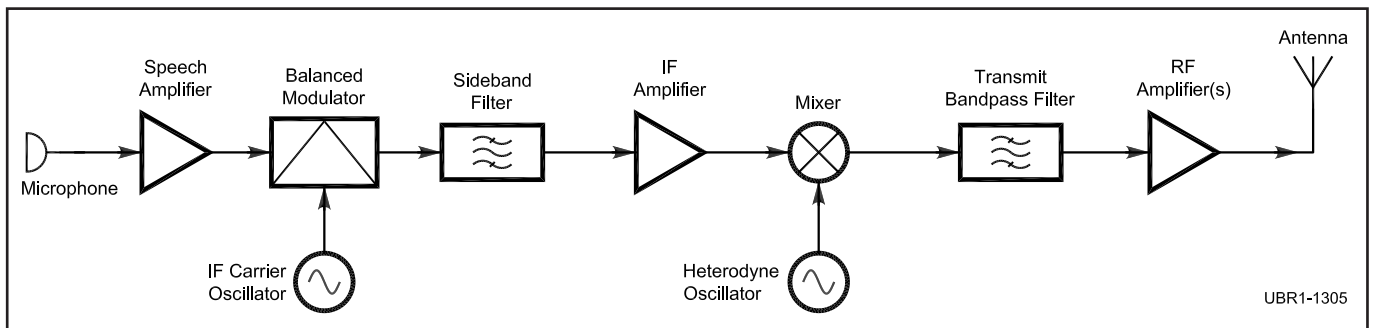 Microphone
Speech
Amplifier
Balanced
Modulator
IF Carrier
Oscillator
Sideband
Filter
IF
Amplifier
Mixer
Heterodyne
Oscillator
Transmit
Bandpass Filter
RF
Amplifier(s)
Antenna
UBR1-1305